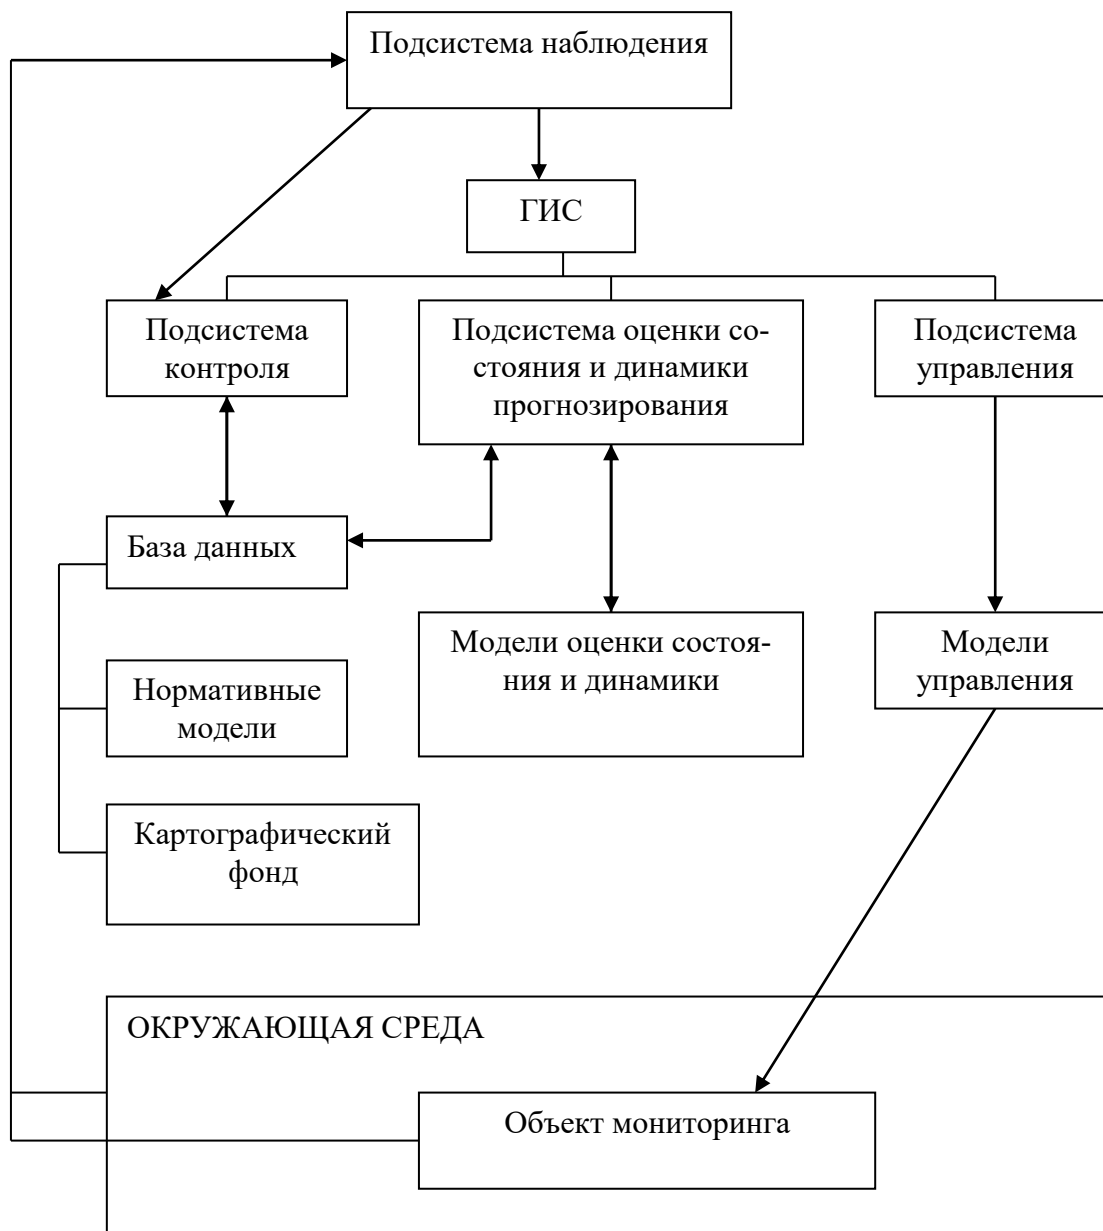 Подсистема наблюдения
ГИС
Подсистема
контроля
Подсистема оценки со-
стояния и динамики
прогнозирования
Подсистема
управления
База данных
Модели оценки состоя-
ния и динамики
Модели
управления
Нормативные
модели
Картографический
фонд
ОКРУЖАЮЩАЯ СРЕДА
Объект мониторинга